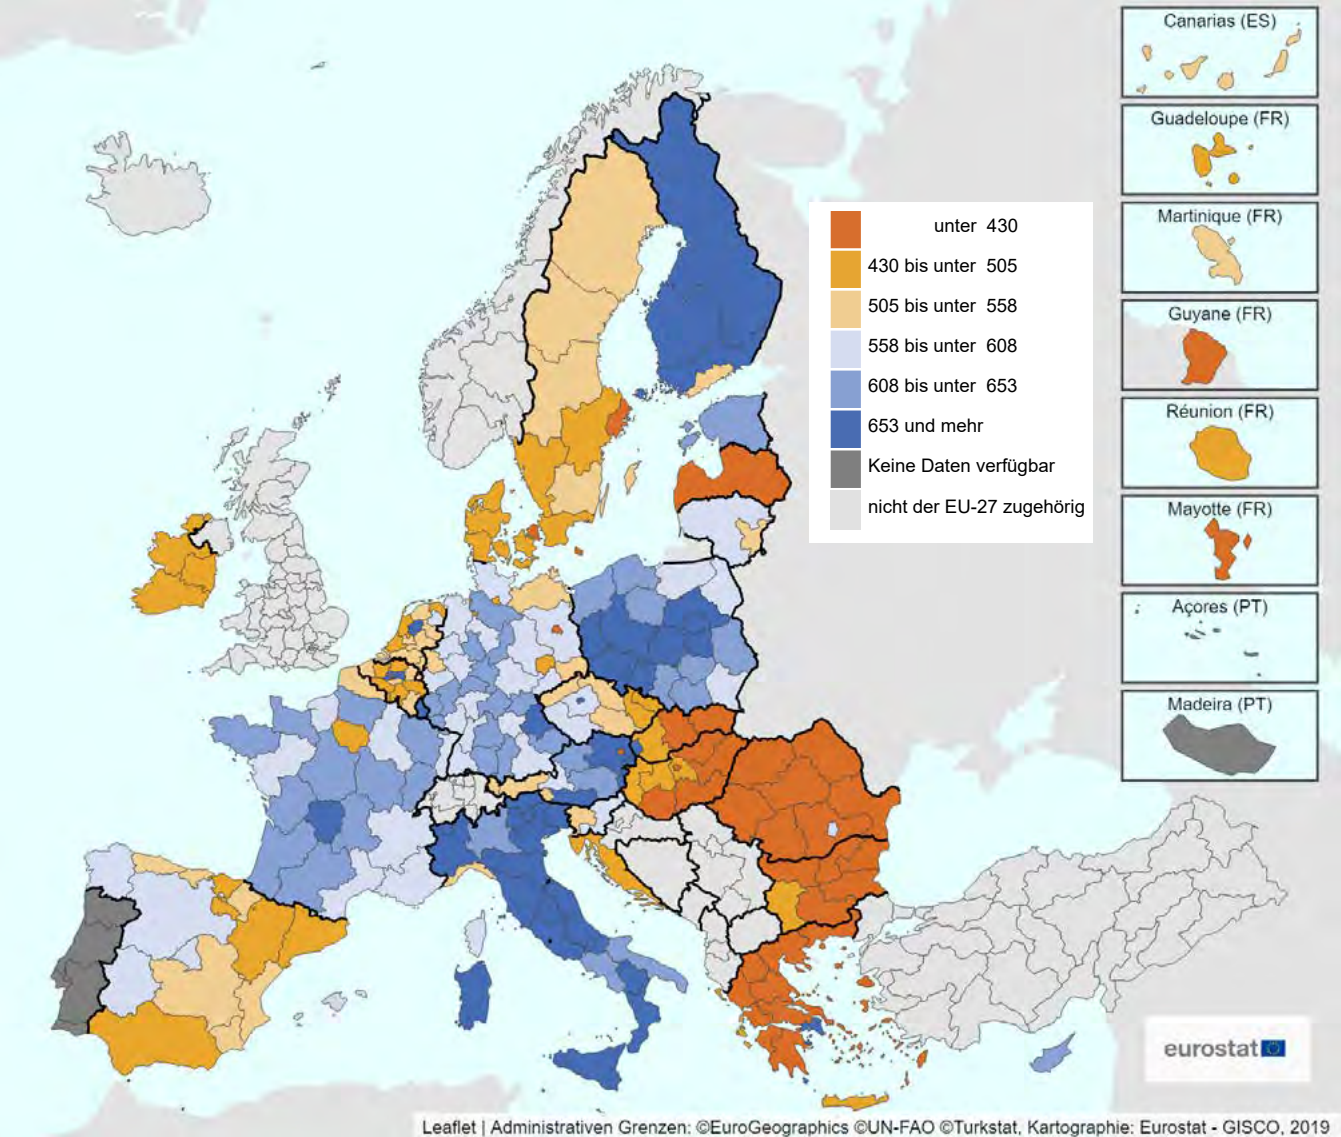 Canarias (ES)
Guadeloupe (FR)
Martinique (FR)
Guyane (FR)
Réunion (FR)
Mayotte (FR)
Açores (PT)
Madeira (PT)
unter 430
430 bis unter 505
505 bis unter 558
558 bis unter 608
608 bis unter 653
653 und mehr
Keine Daten verfügbar
nicht der EU-27 zugehörig
eurostat
Leaflet | Administrativen Grenzen: ©EuroGeographics ©UN-FAO ©Turkstat, Kartographie: Eurostat - GISCO, 2019